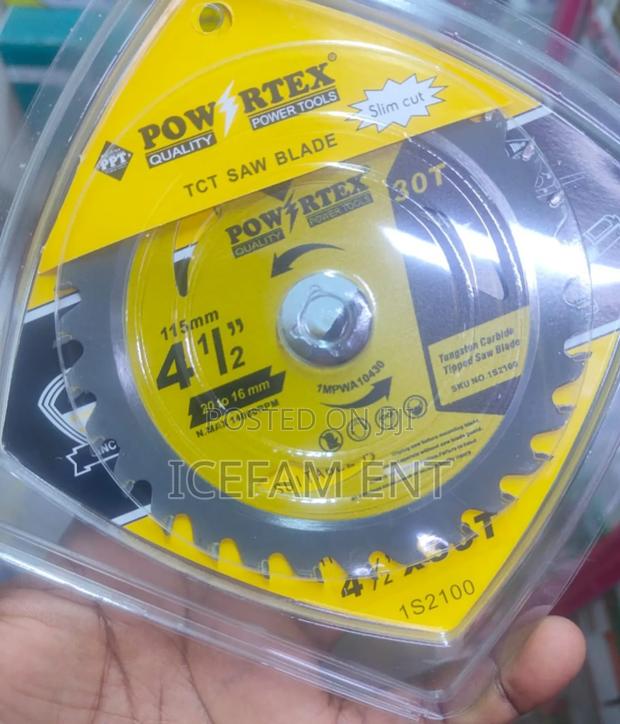 POWERTEX®
QUALITY POWER TOOLS
PPT
Slim cut
TCT SAW BLADE
POWERTEX
QUALITY POWER TOOLS
30T
115mm
4 1/2”
20 to 16 mm
1MPWA10430
Tungsten Carbide
Tipped Saw Blade
SKU NO. 1S2100
POSTED ON JIJI
ICEFAM ENT
4 1/2" X30T
1S2100